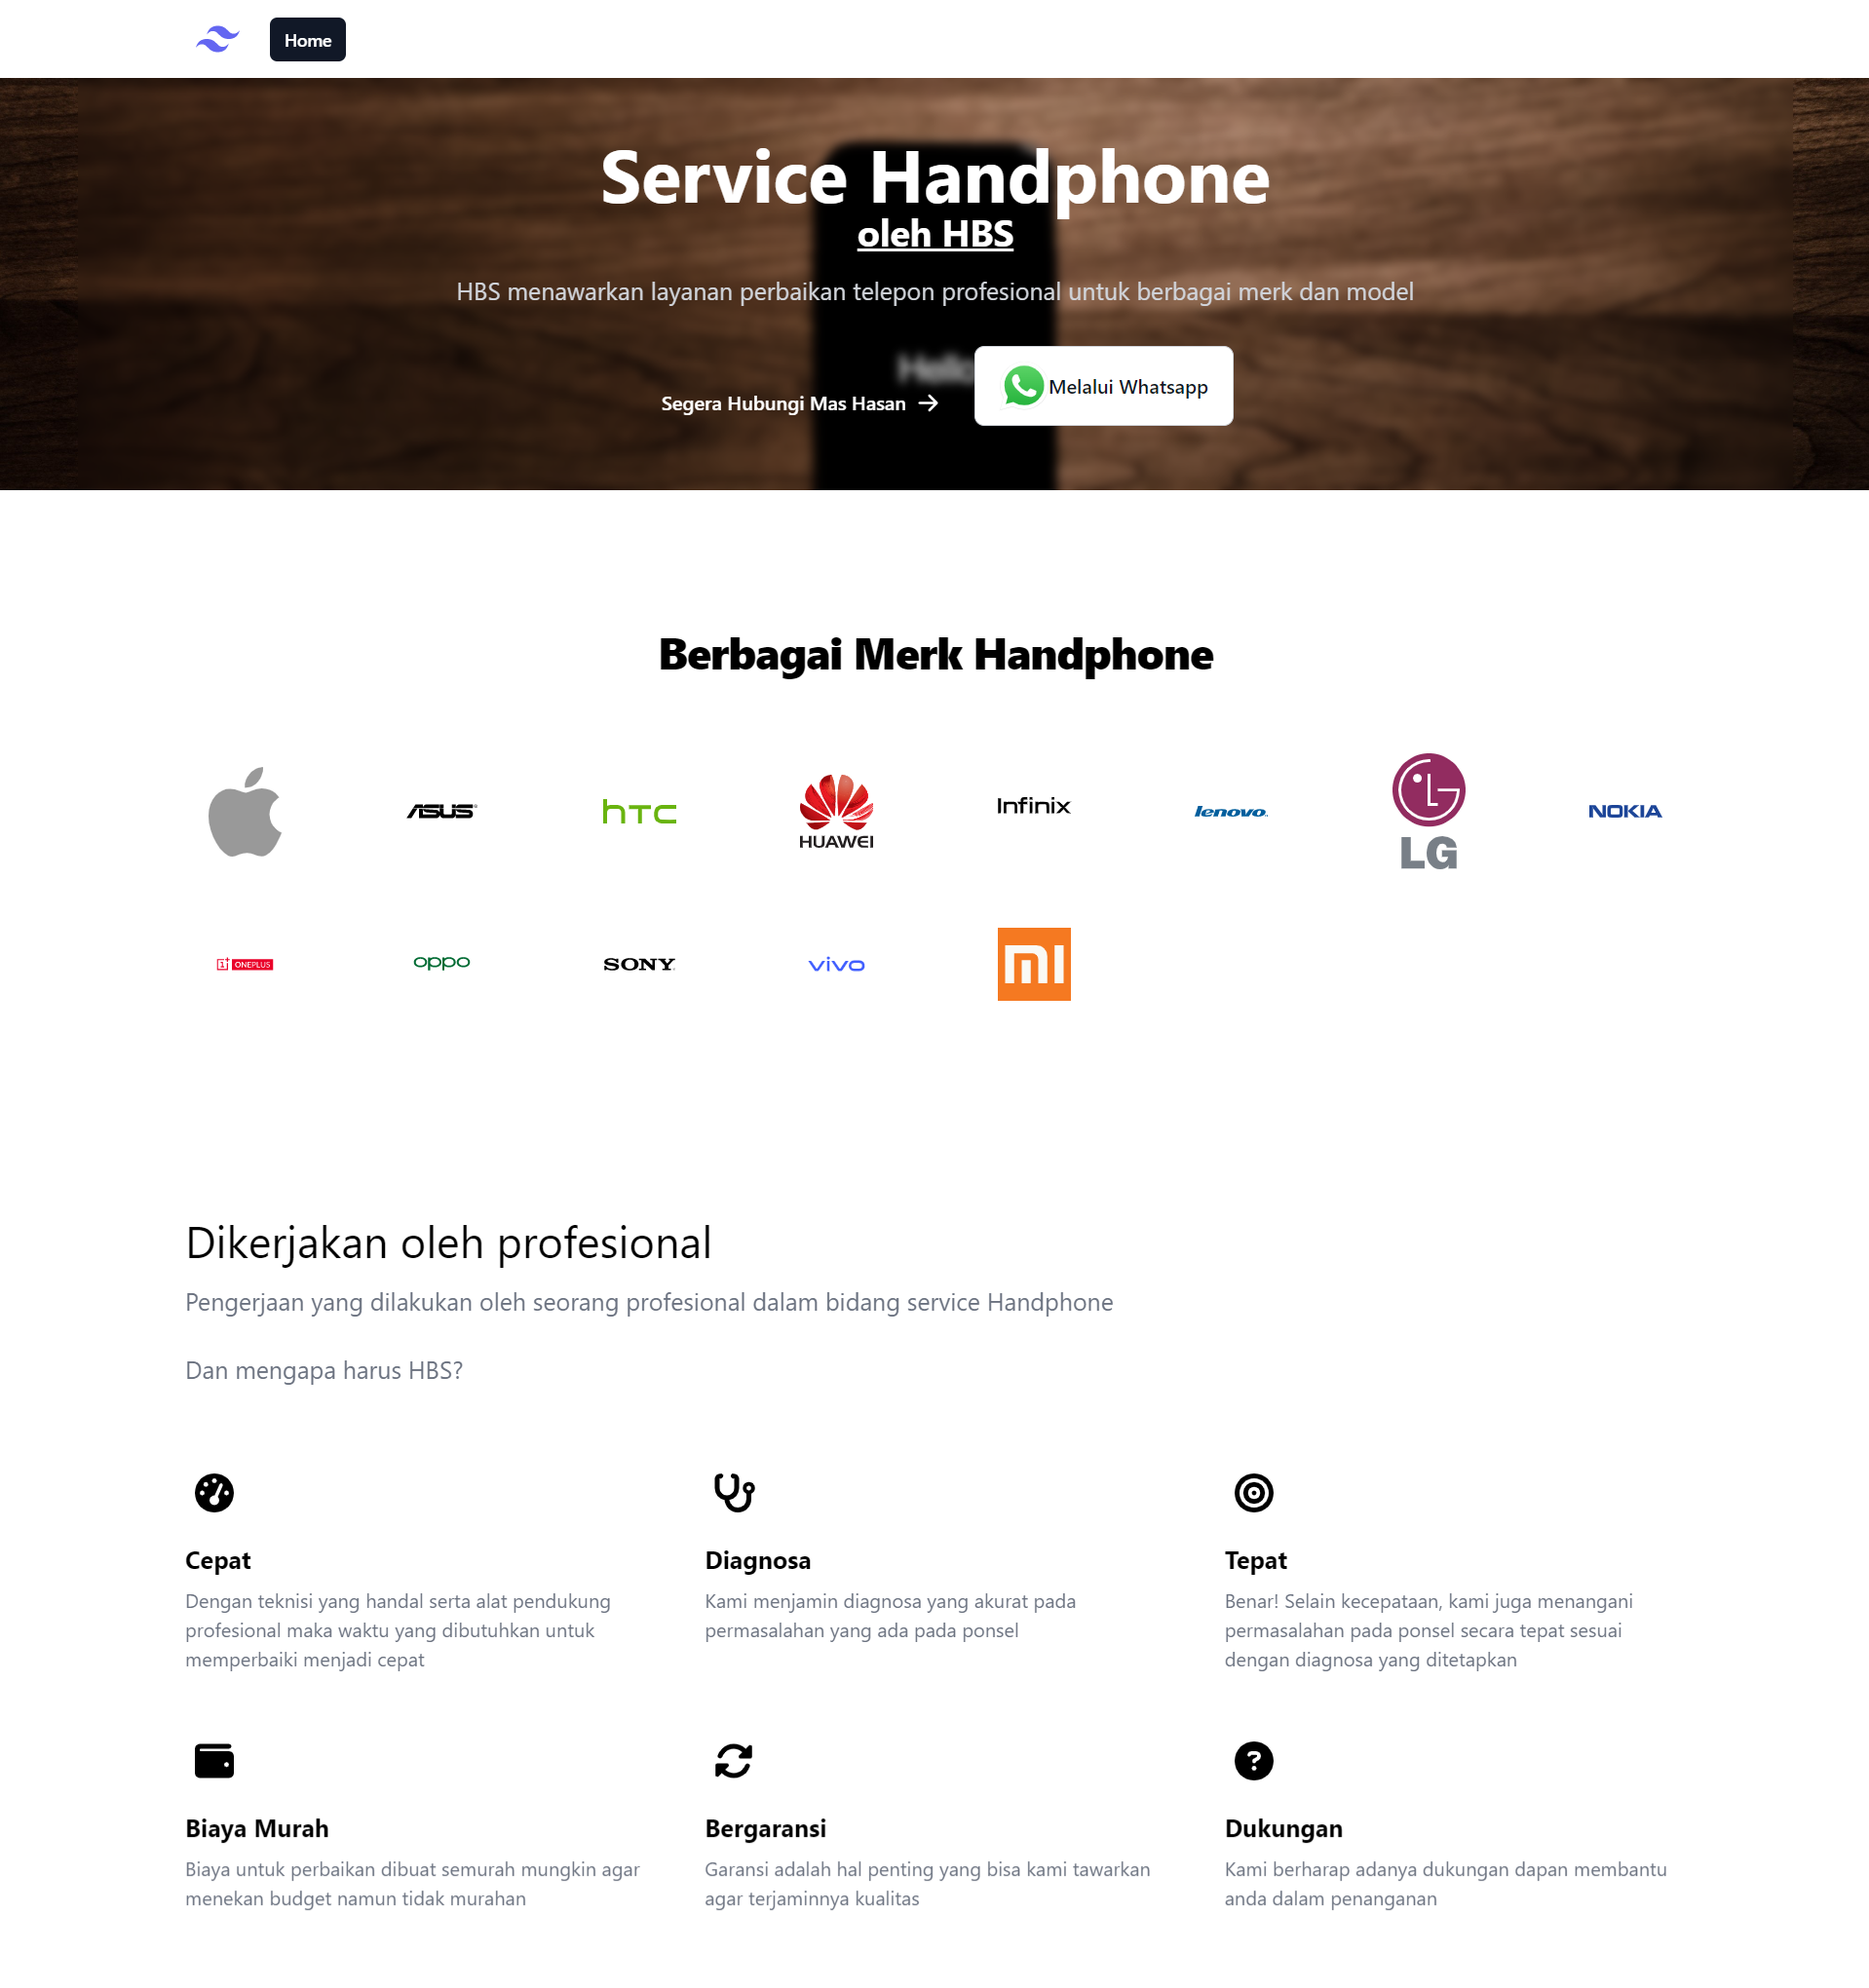 Home
Service Handphone
oleh HBS
HBS menawarkan layanan perbaikan telepon profesional untuk berbagai merk dan model
Hello
Segera Hubungi Mas Hasan
Melalui Whatsapp
Berbagai Merk Handphone
ASUS
hTC
HUAWEI
Infinix
lenovo
LG
NOKIA
1+ ONEPLUS
oppo
SONY
vivo
mi
Dikerjakan oleh profesional
Pengerjaan yang dilakukan oleh seorang profesional dalam bidang service Handphone
Dan mengapa harus HBS?
Cepat
Dengan teknisi yang handal serta alat pendukung
profesional maka waktu yang dibutuhkan untuk
memperbaiki menjadi cepat
Diagnosa
Kami menjamin diagnosa yang akurat pada
permasalahan yang ada pada ponsel
Tepat
Benar! Selain kecepataan, kami juga menangani
permasalahan pada ponsel secara tepat sesuai
dengan diagnosa yang ditetapkan
Biaya Murah
Biaya untuk perbaikan dibuat semurah mungkin agar
menekan budget namun tidak murahan
Bergaransi
Garansi adalah hal penting yang bisa kami tawarkan
agar terjaminnya kualitas
Dukungan
Kami berharap adanya dukungan dapan membantu
anda dalam penanganan